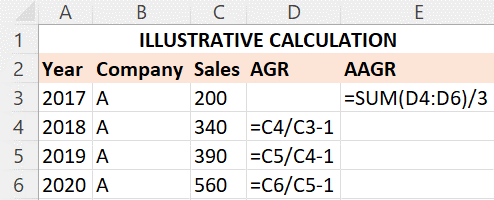 A B C D E
1 ILLUSTRATIVE CALCULATION
2 Year Company Sales AGR AAGR
3 2017 A 200 =SUM(D4:D6)/3
4 2018 A 340 =C4/C3-1
5 2019 A 390 =C5/C4-1
6 2020 A 560 =C6/C5-1